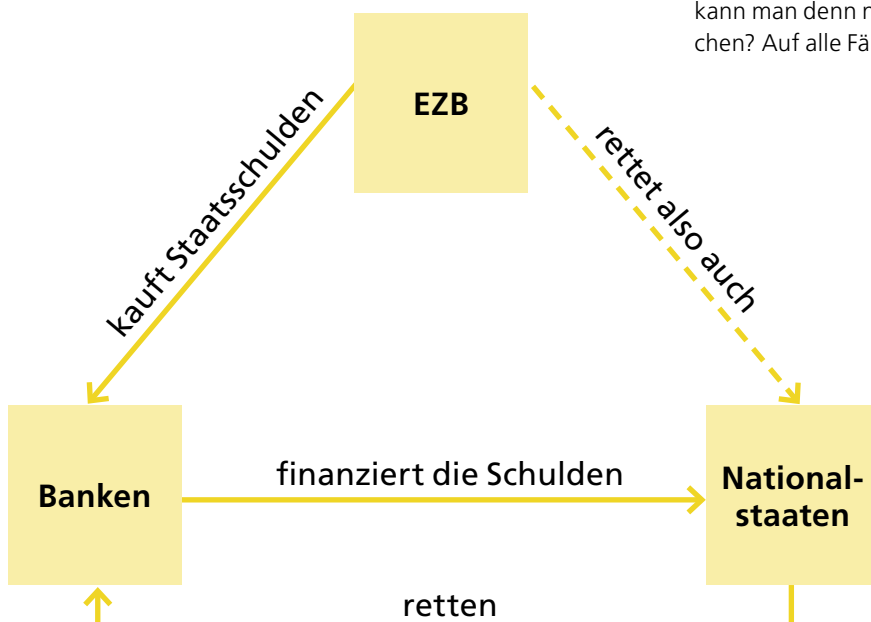 kann man denn
chen? Auf alle
EZB
kauft Staatsschulden
rettet also auch
Banken
finanziert die Schulden
National-
staaten
retten